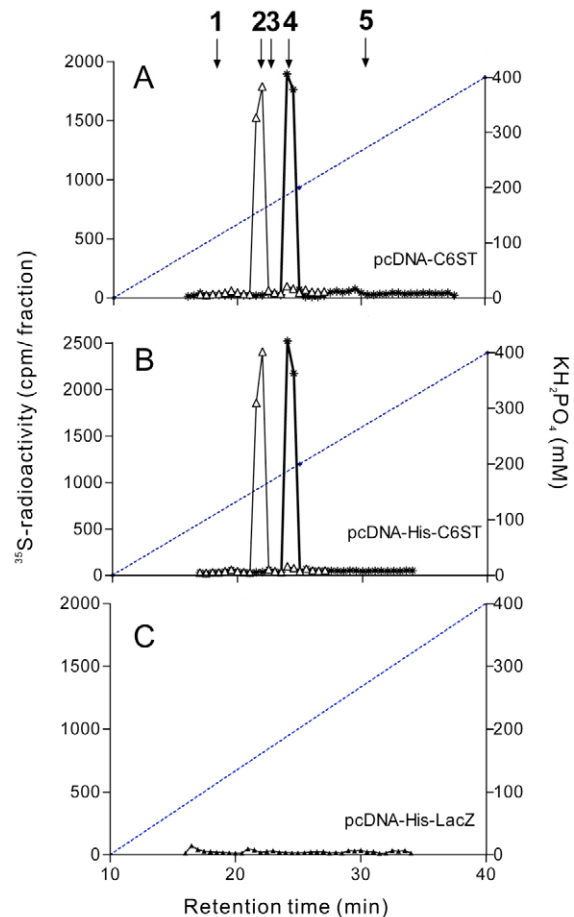 1 2 3 4 5
A
2000
1500
1000
500
0
400
300
200
100
0
pcDNA-C6ST
B
2500
2000
1500
1000
500
0
400
300
200
100
0
pcDNA-His-C6ST
C
2000
1500
1000
500
0
400
300
200
100
0
pcDNA-His-LacZ
10 20 30 40
Retention time (min)
³⁵S-radioactivity (cpm/ fraction)
KH₂PO₄ (mM)